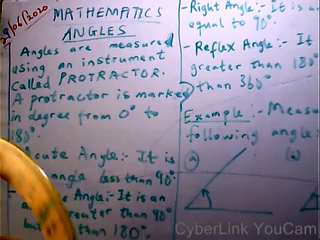 29/04/2020
MATHEMATICS
ANGLES
Angles are measured
using an instrument
called PROTRACTOR.
A protractor is marked
in degree from 0° to
180°.
Acute Angle:- It is
angle less than 90°
Angle:- It is an
greater than 90°
than 180°.
-Right Angle:- It is a
equal to 90°
-Reflex Angle:- It
greater than 180°
than 360°
Example:- Measu
following angle
(a)
CyberLink YouCam